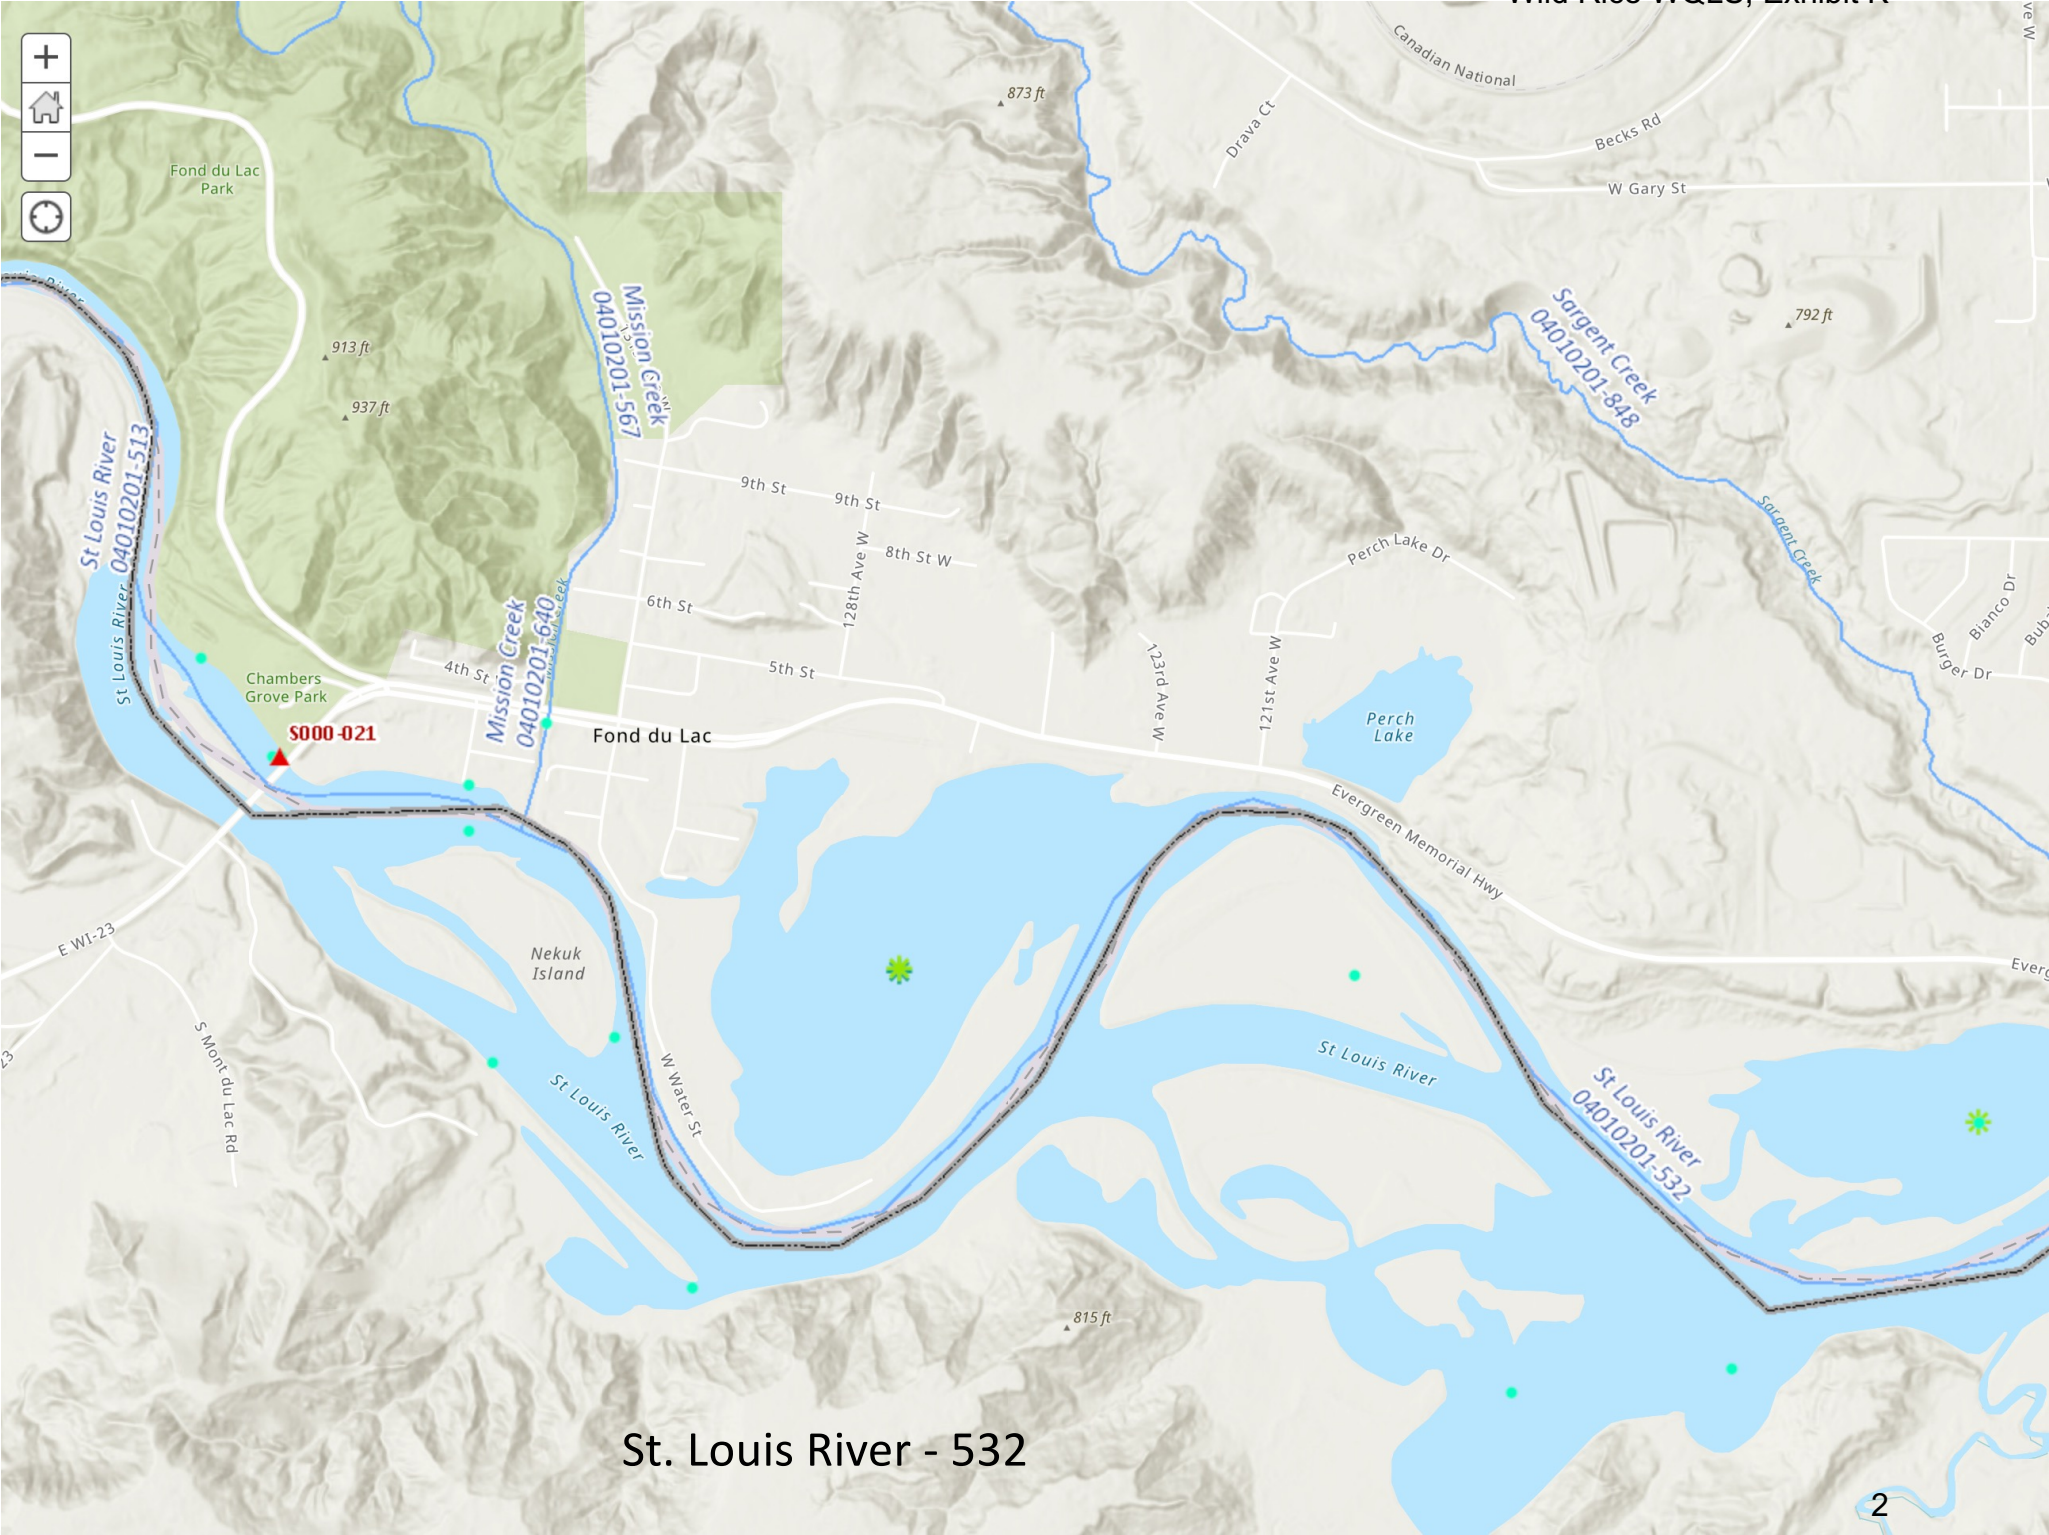 Canadian National
873 ft
Drava Ct
Becks Rd
W Gary St
Fond du Lac
Park
792 ft
913 ft
937 ft
Mission Creek
04010201-567
Sargent Creek
04010201-848
Sargent Creek
St Louis River
04010201-513
St Louis River
9th St
9th St
8th St W
128th Ave W
6th St
5th St
4th St
Perch Lake Dr
123rd Ave W
121st Ave W
Bianco Dr
Burger Dr
Mission Creek
04010201-640
Chambers
Grove Park
S000-021
Fond du Lac
Perch
Lake
Evergreen Memorial Hwy
E WI-23
Nekuk
Island
S Mont du Lac Rd
W Water St
St Louis River
St Louis River
St Louis River
04010201-532
815 ft
St. Louis River - 532
2